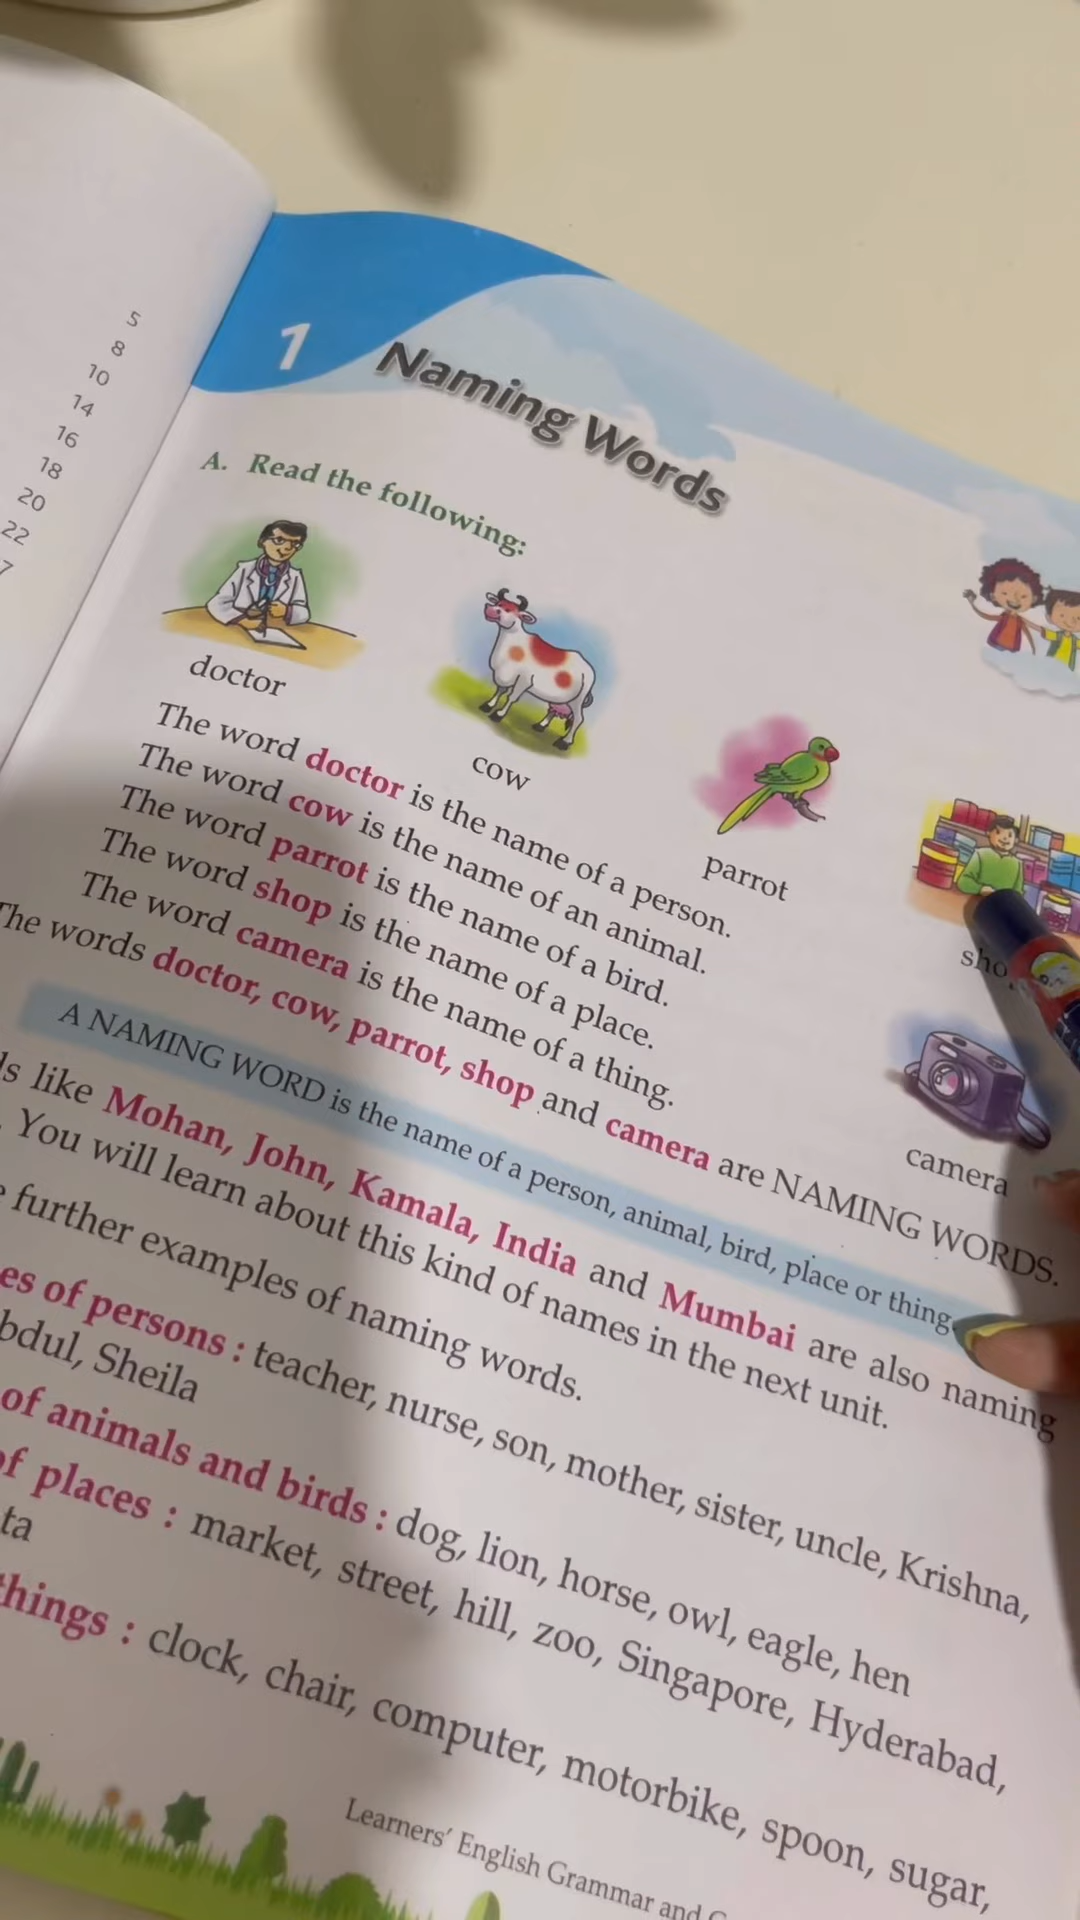 5
8
10
14
16
18
20
22
7
1
Naming Words
A. Read the following:
doctor
cow
parrot
sho
camera
The word doctor is the name of a person.
The word cow is the name of an animal.
The word parrot is the name of a bird.
The word shop is the name of a place.
The word camera is the name of a thing.
The words doctor, cow, parrot, shop and camera are NAMING WORDS.
A NAMING WORD is the name of a person, animal, bird, place or thing.
ds like Mohan, John, Kamala, India and Mumbai are also naming
. You will learn about this kind of names in the next unit.
e further examples of naming words.
es of persons : teacher, nurse, son, mother, sister, uncle, Krishna,
bdul, Sheila
of animals and birds : dog, lion, horse, owl, eagle, hen
of places : market, street, hill, zoo, Singapore, Hyderabad,
ta
things : clock, chair, computer, motorbike, spoon, sugar,
Learners' English Grammar and C